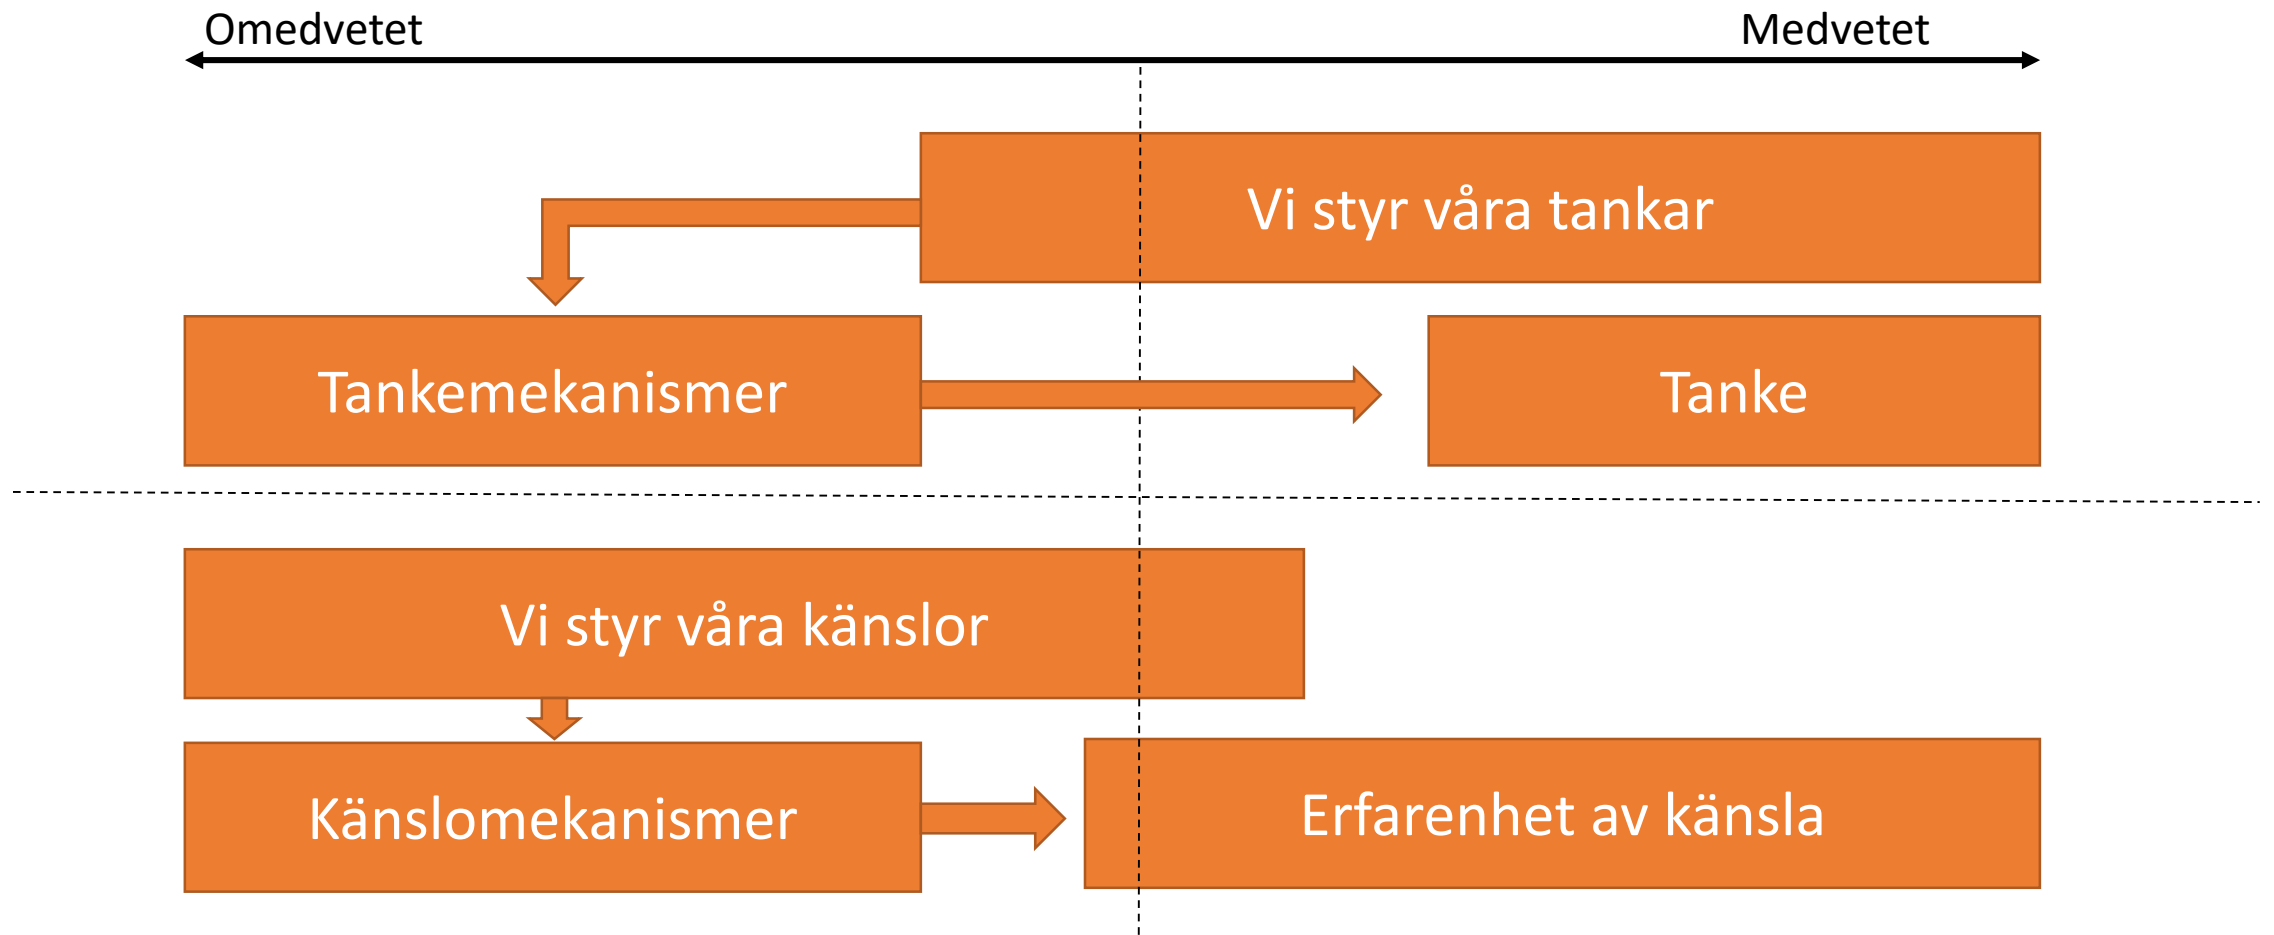 Omedvetet
Medvetet
Vi styr våra tankar
Tankemekanismer
Tanke
Vi styr våra känslor
Känslomekanismer
Erfarenhet av känsla